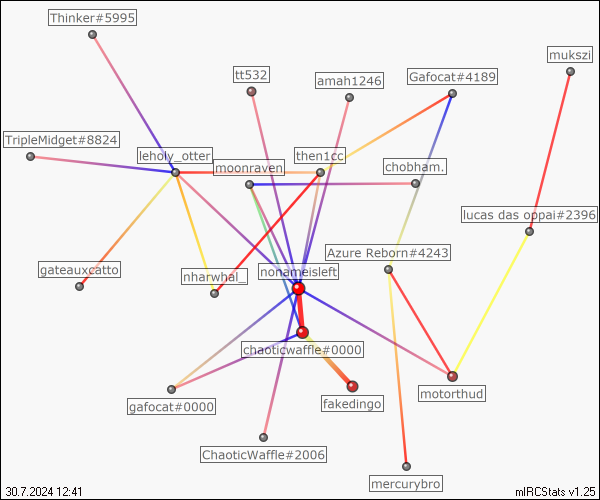 Thinker#5995
mukszi
tt532
amah1246
Gafocat#4189
TripleMidget#8824
leholy_otter
then1cc
moonraven
chobham.
lucas das oppai#2396
Azure Reborn#4243
gateauxcatto
nharwhal_
nonameisleft
chaoticwaffle#0000
motorthud
gafocat#0000
fakedingo
ChaoticWaffle#2006
mercurybro
30.7.2024 12:41
mIRCStats v1.25